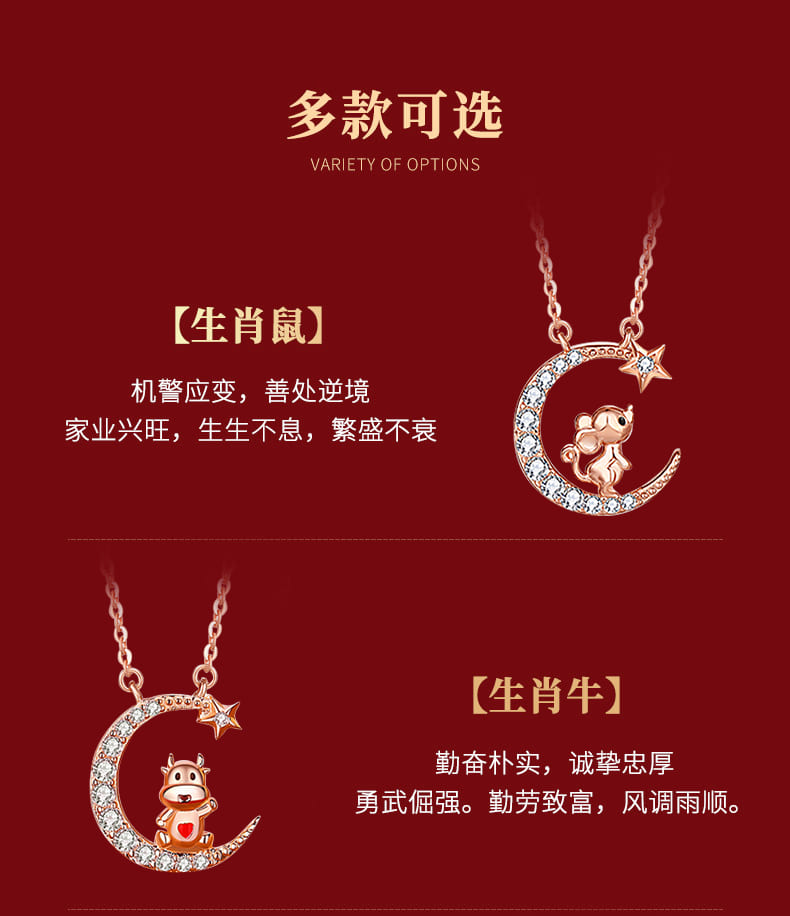 多款可选
VARIETY OF OPTIONS
【生肖鼠】
机警应变，善处逆境
家业兴旺，生生不息，繁盛不衰
【生肖牛】
勤奋朴实，诚挚忠厚
勇武倔强。勤劳致富，风调雨顺。